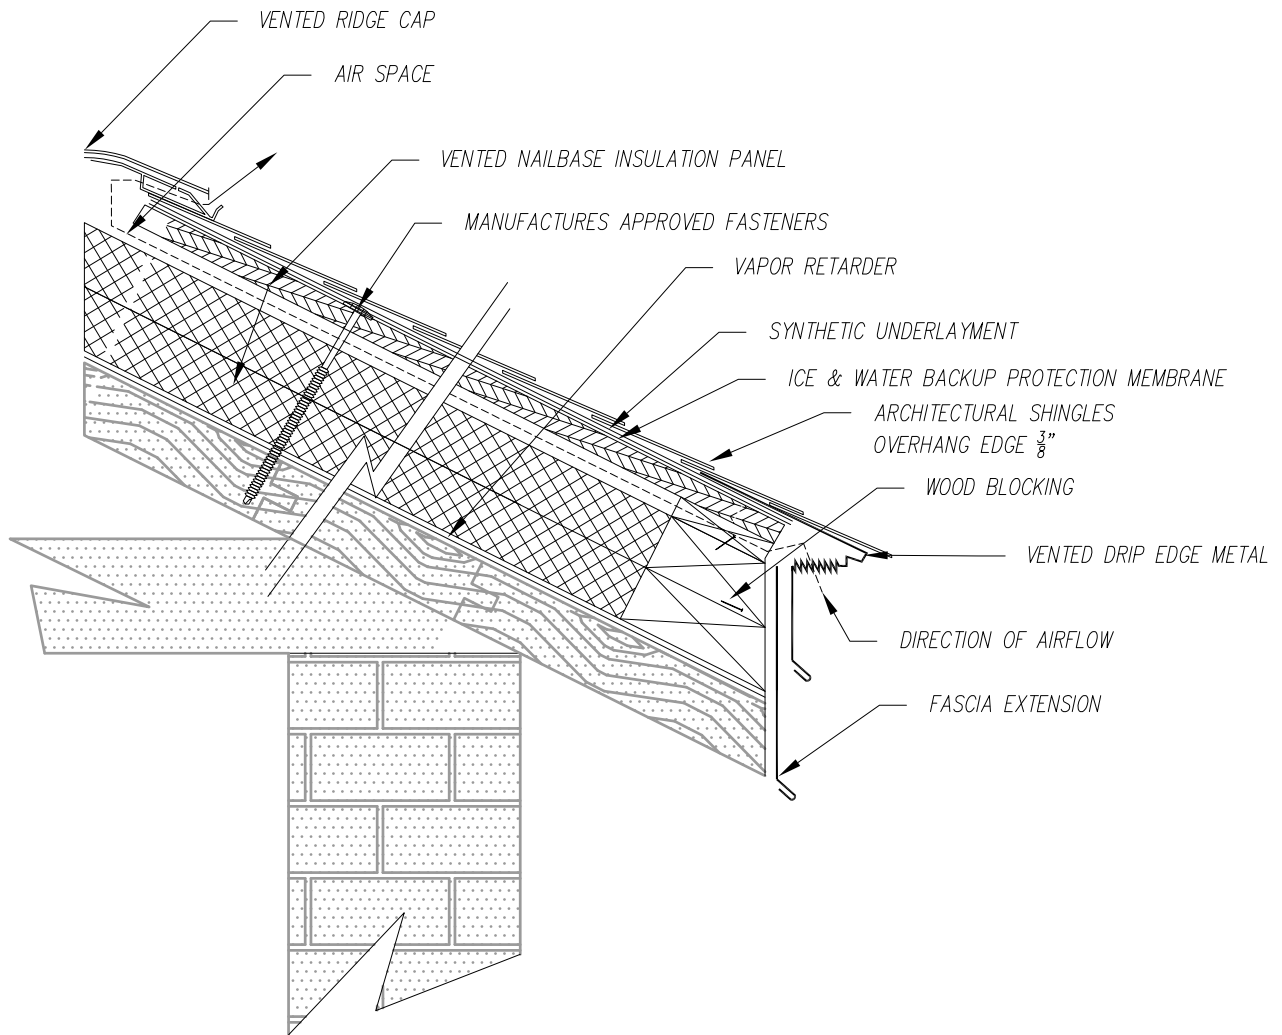 VENTED RIDGE CAP
AIR SPACE
VENTED NAILBASE INSULATION PANEL
MANUFACTURES APPROVED FASTENERS
VAPOR RETARDER
SYNTHETIC UNDERLAYMENT
ICE & WATER BACKUP PROTECTION MEMBRANE
ARCHITECTURAL SHINGLES
OVERHANG EDGE 3/8"
WOOD BLOCKING
VENTED DRIP EDGE METAL
DIRECTION OF AIRFLOW
FASCIA EXTENSION